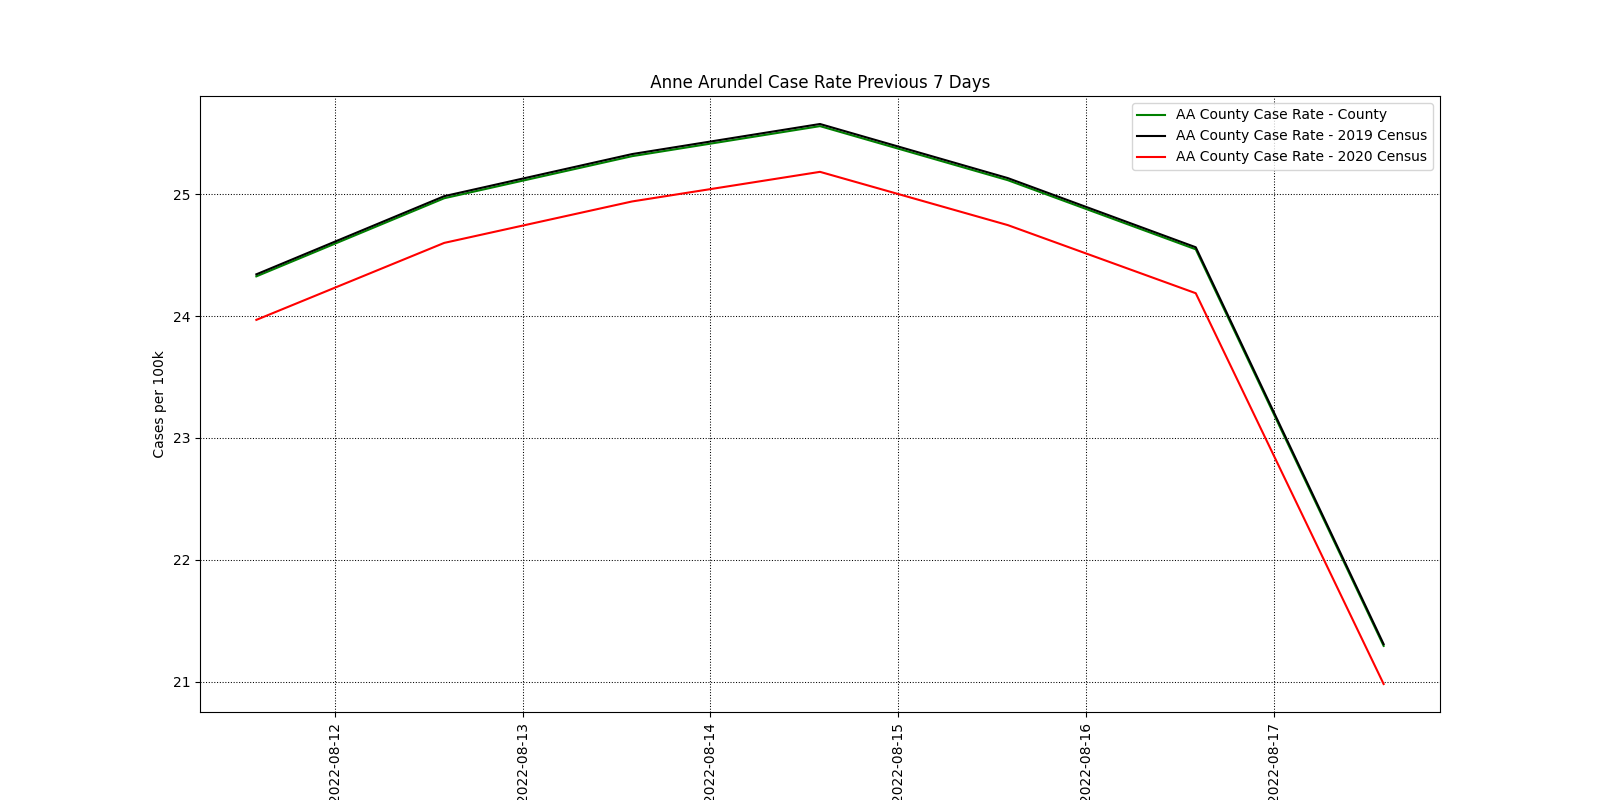 Anne Arundel Case Rate Previous 7 Days
AA County Case Rate - County
AA County Case Rate - 2019 Census
AA County Case Rate - 2020 Census
Cases per 100k
25
24
23
22
21
2022-08-12
2022-08-13
2022-08-14
2022-08-15
2022-08-16
2022-08-17